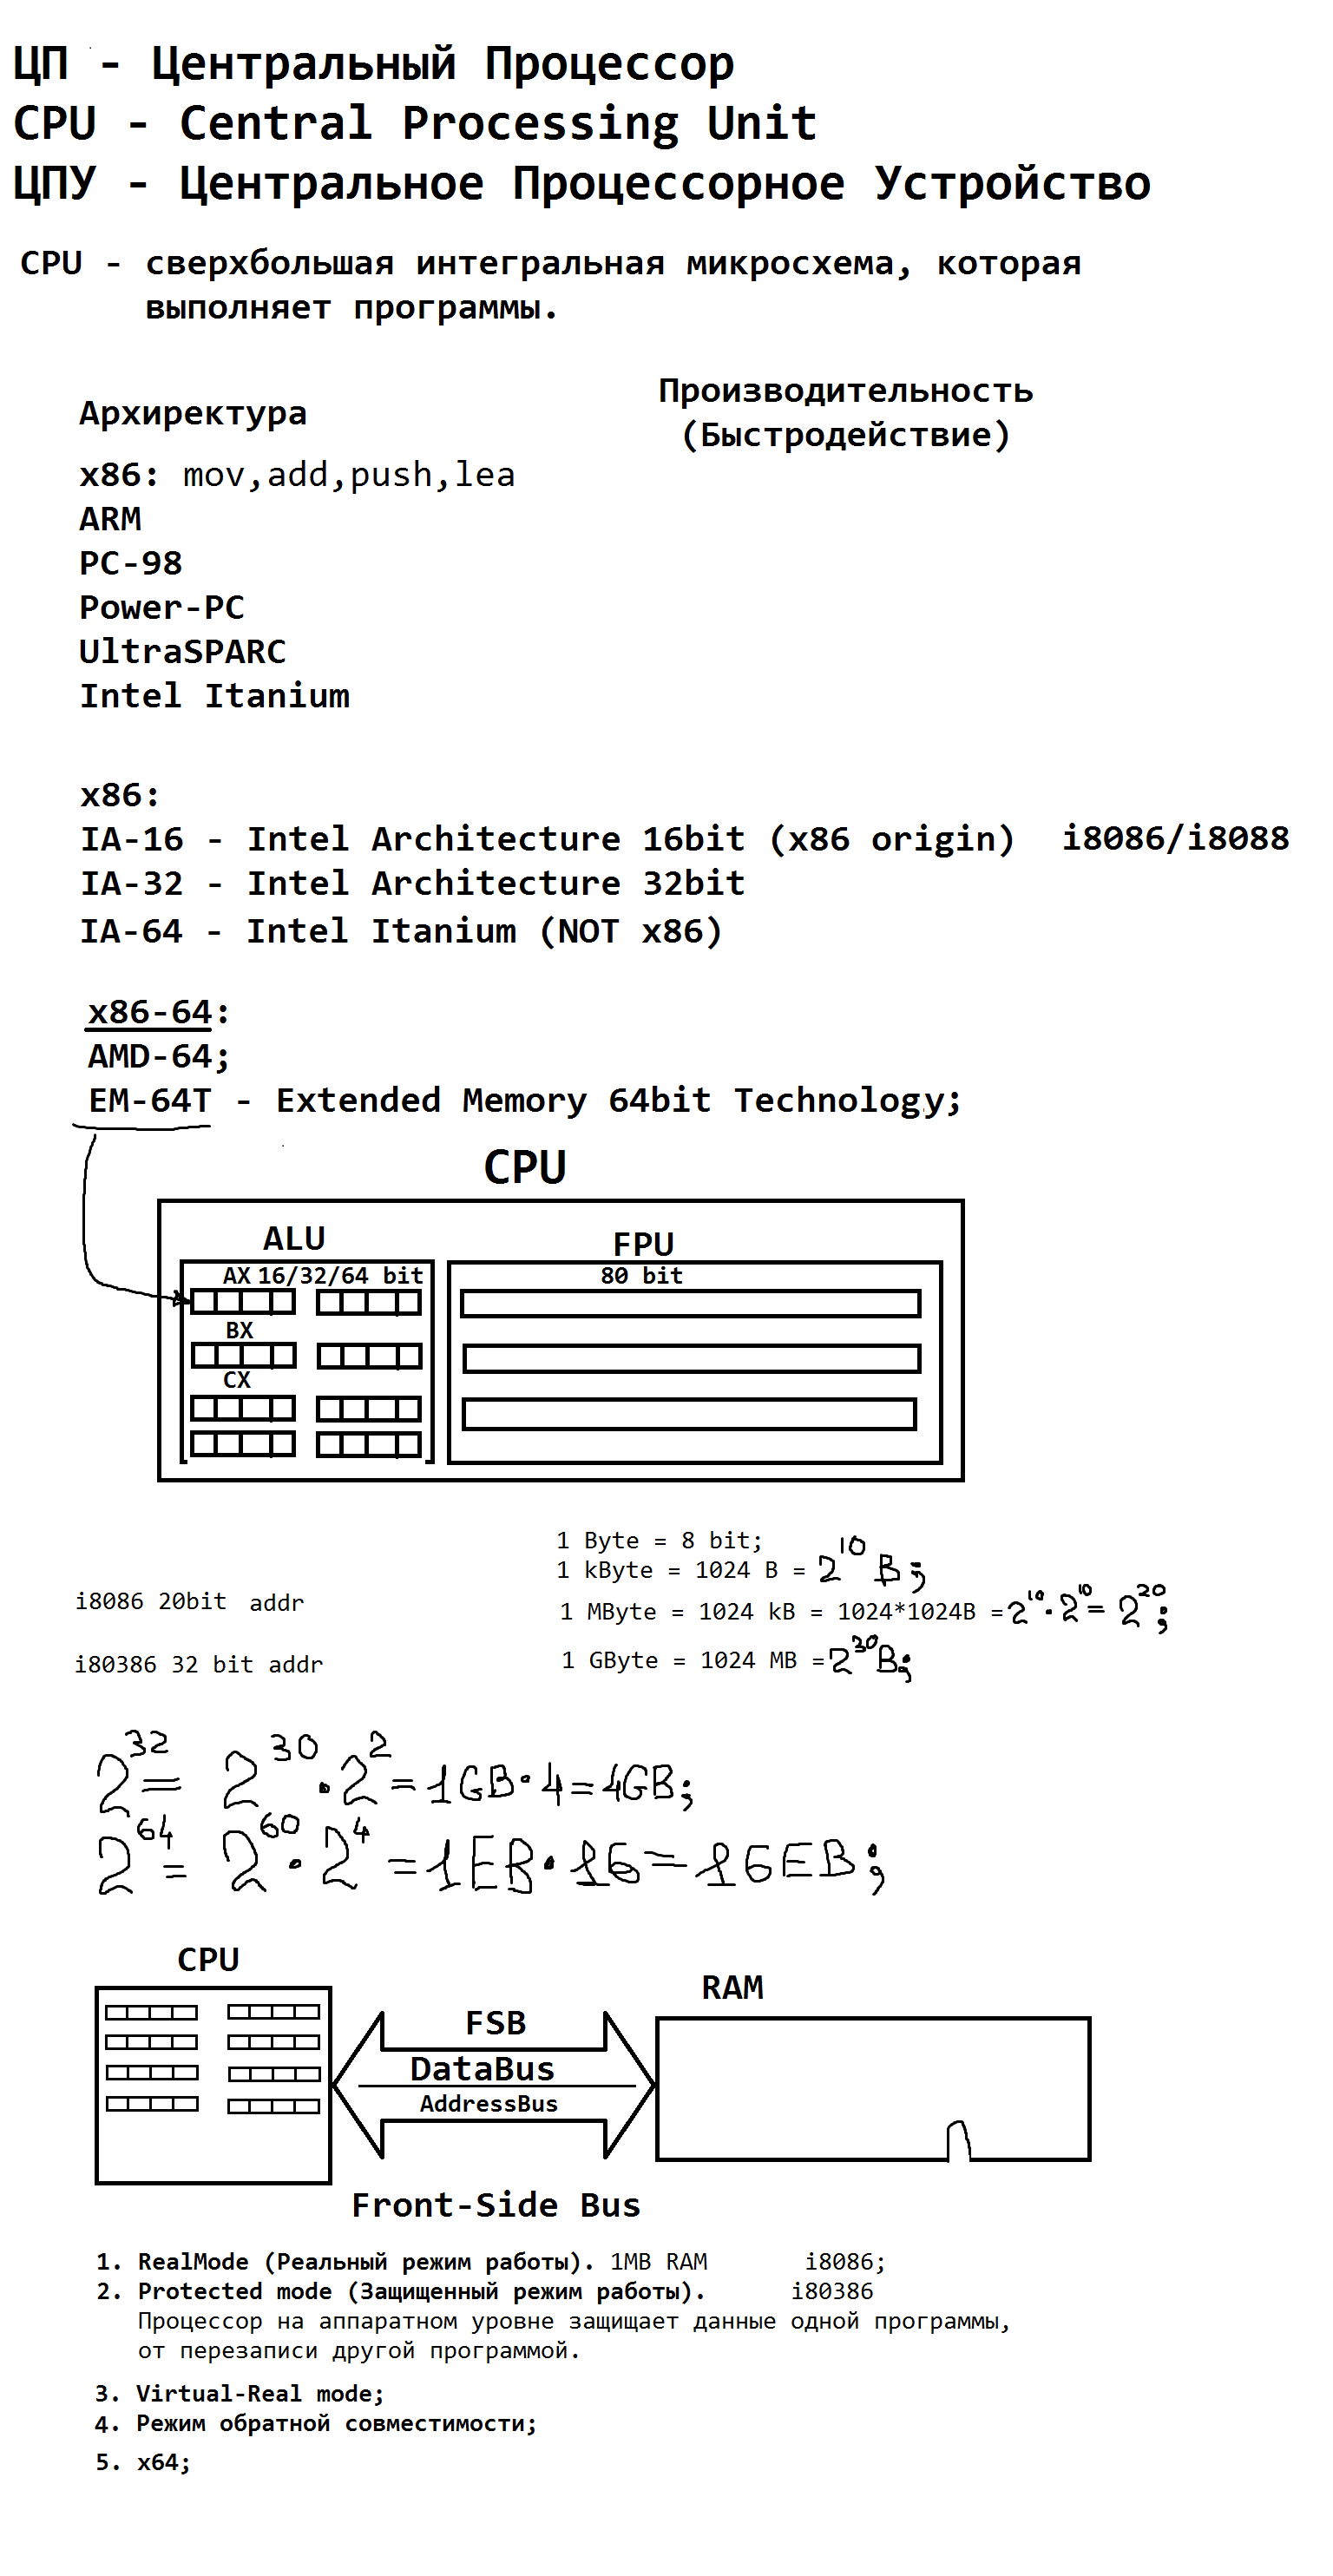 ЦП - Центральный Процессор
CPU - Central Processing Unit
ЦПУ - Центральное Процессорное Устройство
CPU - сверхбольшая интегральная микросхема, которая
выполняет программы.
Архиректура
Производительность
(Быстродействие)
x86: mov,add,push,lea
ARM
PC-98
Power-PC
UltraSPARC
Intel Itanium
x86:
IA-16 - Intel Architecture 16bit (x86 origin) i8086/i8088
IA-32 - Intel Architecture 32bit
IA-64 - Intel Itanium (NOT x86)
x86-64:
AMD-64;
EM-64T - Extended Memory 64bit Technology;
CPU
ALU
FPU
AX 16/32/64 bit
80 bit
BX
CX
1 Byte = 8 bit;
1 kByte = 1024 B = 2^10 B;
i8086 20bit addr
1 MByte = 1024 kB = 1024*1024B = 2^10 · 2^10 = 2^20;
i80386 32 bit addr
1 GByte = 1024 MB = 2^30 B;
2^32 = 2^30 · 2^2 = 1GB · 4 = 4GB;
2^64 = 2^60 · 2^4 = 1EB · 16 = 16EB;
CPU
RAM
FSB
DataBus
AddressBus
Front-Side Bus
1. RealMode (Реальный режим работы). 1MB RAM i8086;
2. Protected mode (Защищенный режим работы). i80386
Процессор на аппаратном уровне защищает данные одной программы,
от перезаписи другой программой.
3. Virtual-Real mode;
4. Режим обратной совместимости;
5. x64;